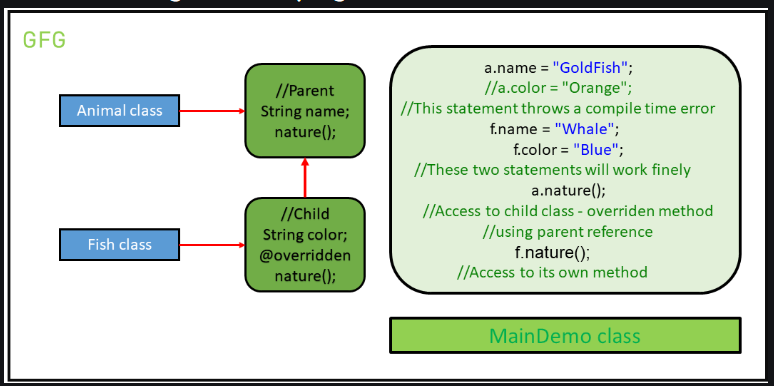 GFG
Animal class
//Parent
String name;
nature();
Fish class
//Child
String color;
@overridden
nature();
a.name = "GoldFish";
//a.color = "Orange";
//This statement throws a compile time error
f.name = "Whale";
f.color = "Blue";
//These two statements will work finely
a.nature();
//Access to child class - overriden method
//using parent reference
f.nature();
//Access to its own method
MainDemo class